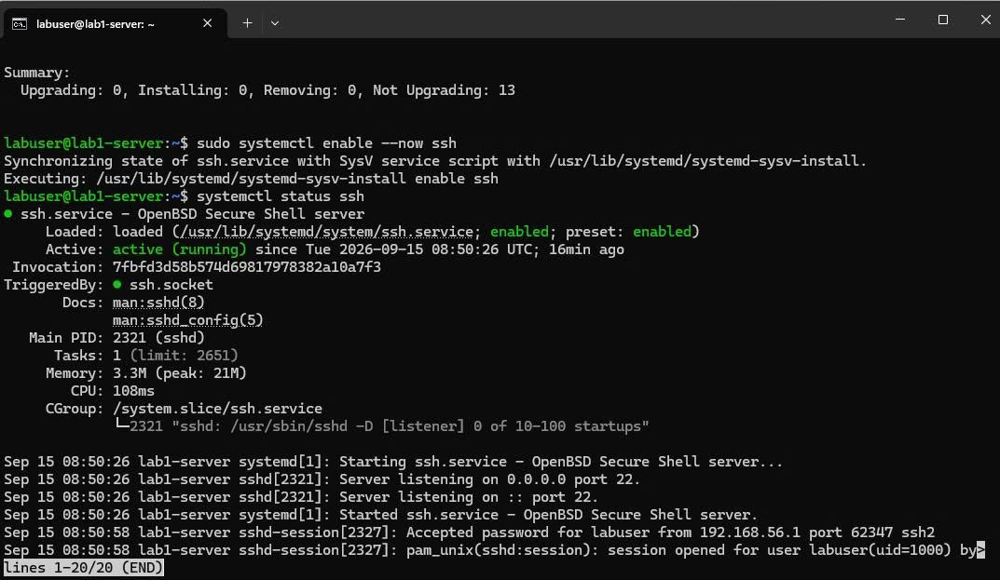 labuser@lab1-server: ~
Summary:
  Upgrading: 0, Installing: 0, Removing: 0, Not Upgrading: 13
labuser@lab1-server:~$ sudo systemctl enable --now ssh
Synchronizing state of ssh.service with SysV service script with /usr/lib/systemd/systemd-sysv-install.
Executing: /usr/lib/systemd/systemd-sysv-install enable ssh
labuser@lab1-server:~$ systemctl status ssh
● ssh.service - OpenBSD Secure Shell server
     Loaded: loaded (/usr/lib/systemd/system/ssh.service; enabled; preset: enabled)
     Active: active (running) since Tue 2026-09-15 08:50:26 UTC; 16min ago
 Invocation: 7fbfd3d58b574d69817978382a10a7f3
TriggeredBy: ● ssh.socket
       Docs: man:sshd(8)
             man:sshd_config(5)
   Main PID: 2321 (sshd)
      Tasks: 1 (limit: 2651)
     Memory: 3.3M (peak: 21M)
        CPU: 108ms
     CGroup: /system.slice/ssh.service
             └─2321 "sshd: /usr/sbin/sshd -D [listener] 0 of 10-100 startups"
Sep 15 08:50:26 lab1-server systemd[1]: Starting ssh.service - OpenBSD Secure Shell server...
Sep 15 08:50:26 lab1-server sshd[2321]: Server listening on 0.0.0.0 port 22.
Sep 15 08:50:26 lab1-server sshd[2321]: Server listening on :: port 22.
Sep 15 08:50:26 lab1-server systemd[1]: Started ssh.service - OpenBSD Secure Shell server.
Sep 15 08:50:58 lab1-server sshd-session[2327]: Accepted password for labuser from 192.168.56.1 port 62347 ssh2
Sep 15 08:50:58 lab1-server sshd-session[2327]: pam_unix(sshd:session): session opened for user labuser(uid=1000) by>
lines 1-20/20 (END)